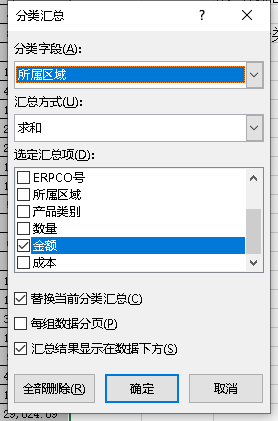 分类汇总
?
分类字段(A):
所属区域
汇总方式(U):
求和
选定汇总项(D):
ERPCO号
所属区域
产品类别
数量
金额
成本
替换当前分类汇总(C)
每组数据分页(P)
汇总结果显示在数据下方(S)
全部删除(R)
确定
取消
29,824.09